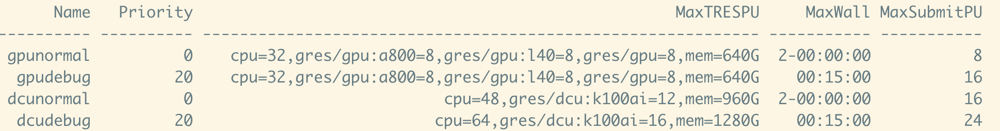 Name Priority MaxTRESPU MaxWall MaxSubmitPU
---------- ---------- ------------------------------------------------------------ ----------- -----------
gpunormal 0 cpu=32,gres/gpu:a800=8,gres/gpu:l40=8,gres/gpu=8,mem=640G 2-00:00:00 8
gpudebug 20 cpu=32,gres/gpu:a800=8,gres/gpu:l40=8,gres/gpu=8,mem=640G 00:15:00 16
dcunormal 0 cpu=48,gres/dcu:k100ai=12,mem=960G 2-00:00:00 16
dcudebug 20 cpu=64,gres/dcu:k100ai=16,mem=1280G 00:15:00 24